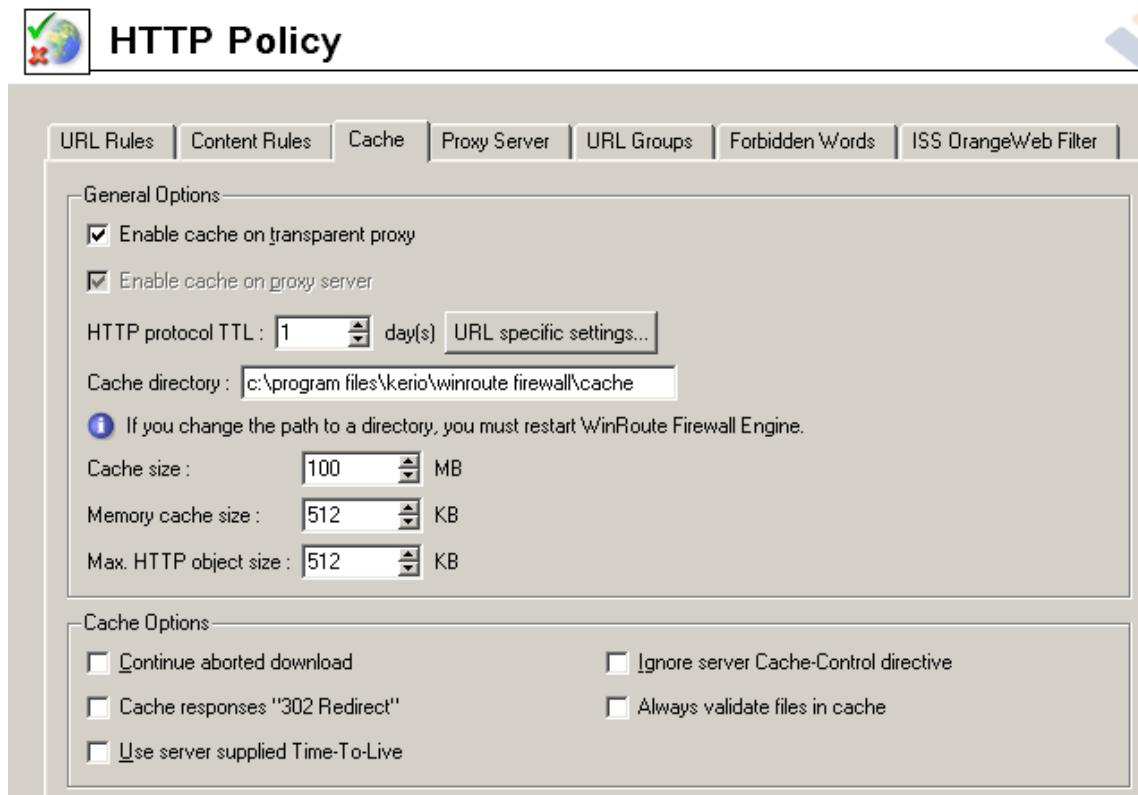 HTTP Policy
URL Rules Content Rules Cache Proxy Server URL Groups Forbidden Words ISS OrangeWeb Filter
General Options
Enable cache on transparent proxy
Enable cache on proxy server
HTTP protocol TTL : 1 day(s) URL specific settings...
Cache directory : c:\program files\kerio\winroute firewall\cache
If you change the path to a directory, you must restart WinRoute Firewall Engine.
Cache size : 100 MB
Memory cache size : 512 KB
Max. HTTP object size : 512 KB
Cache Options
Continue aborted download Ignore server Cache-Control directive
Cache responses "302 Redirect" Always validate files in cache
Use server supplied Time-To-Live